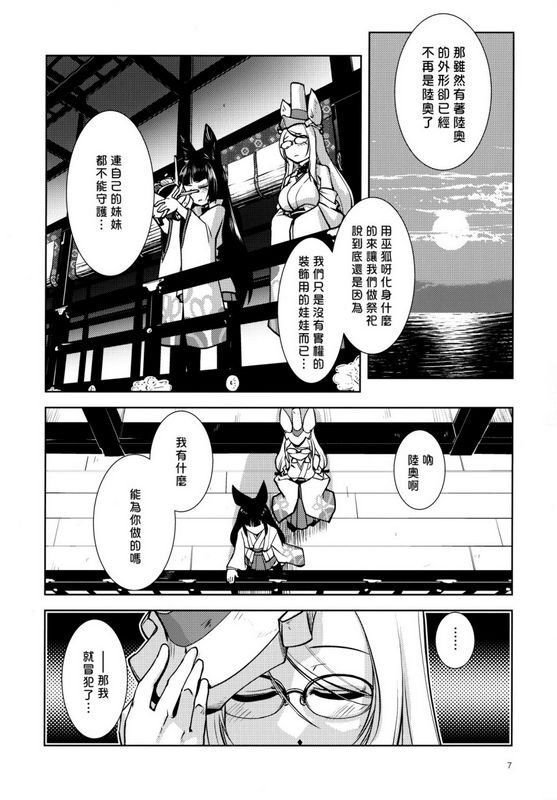 那雖然有著陸奧
的外形卻已經
不再是陸奧了
用巫狐呀化身什麼
的來讓我們做祭祀
說到底還是因為
我們只是沒有實權的
裝飾用的娃娃而已…
連自己的妹妹
都不能守護…
吶
陸奧啊
我有什麼
能為你做的嗎
……
——那我
就冒犯了…
7